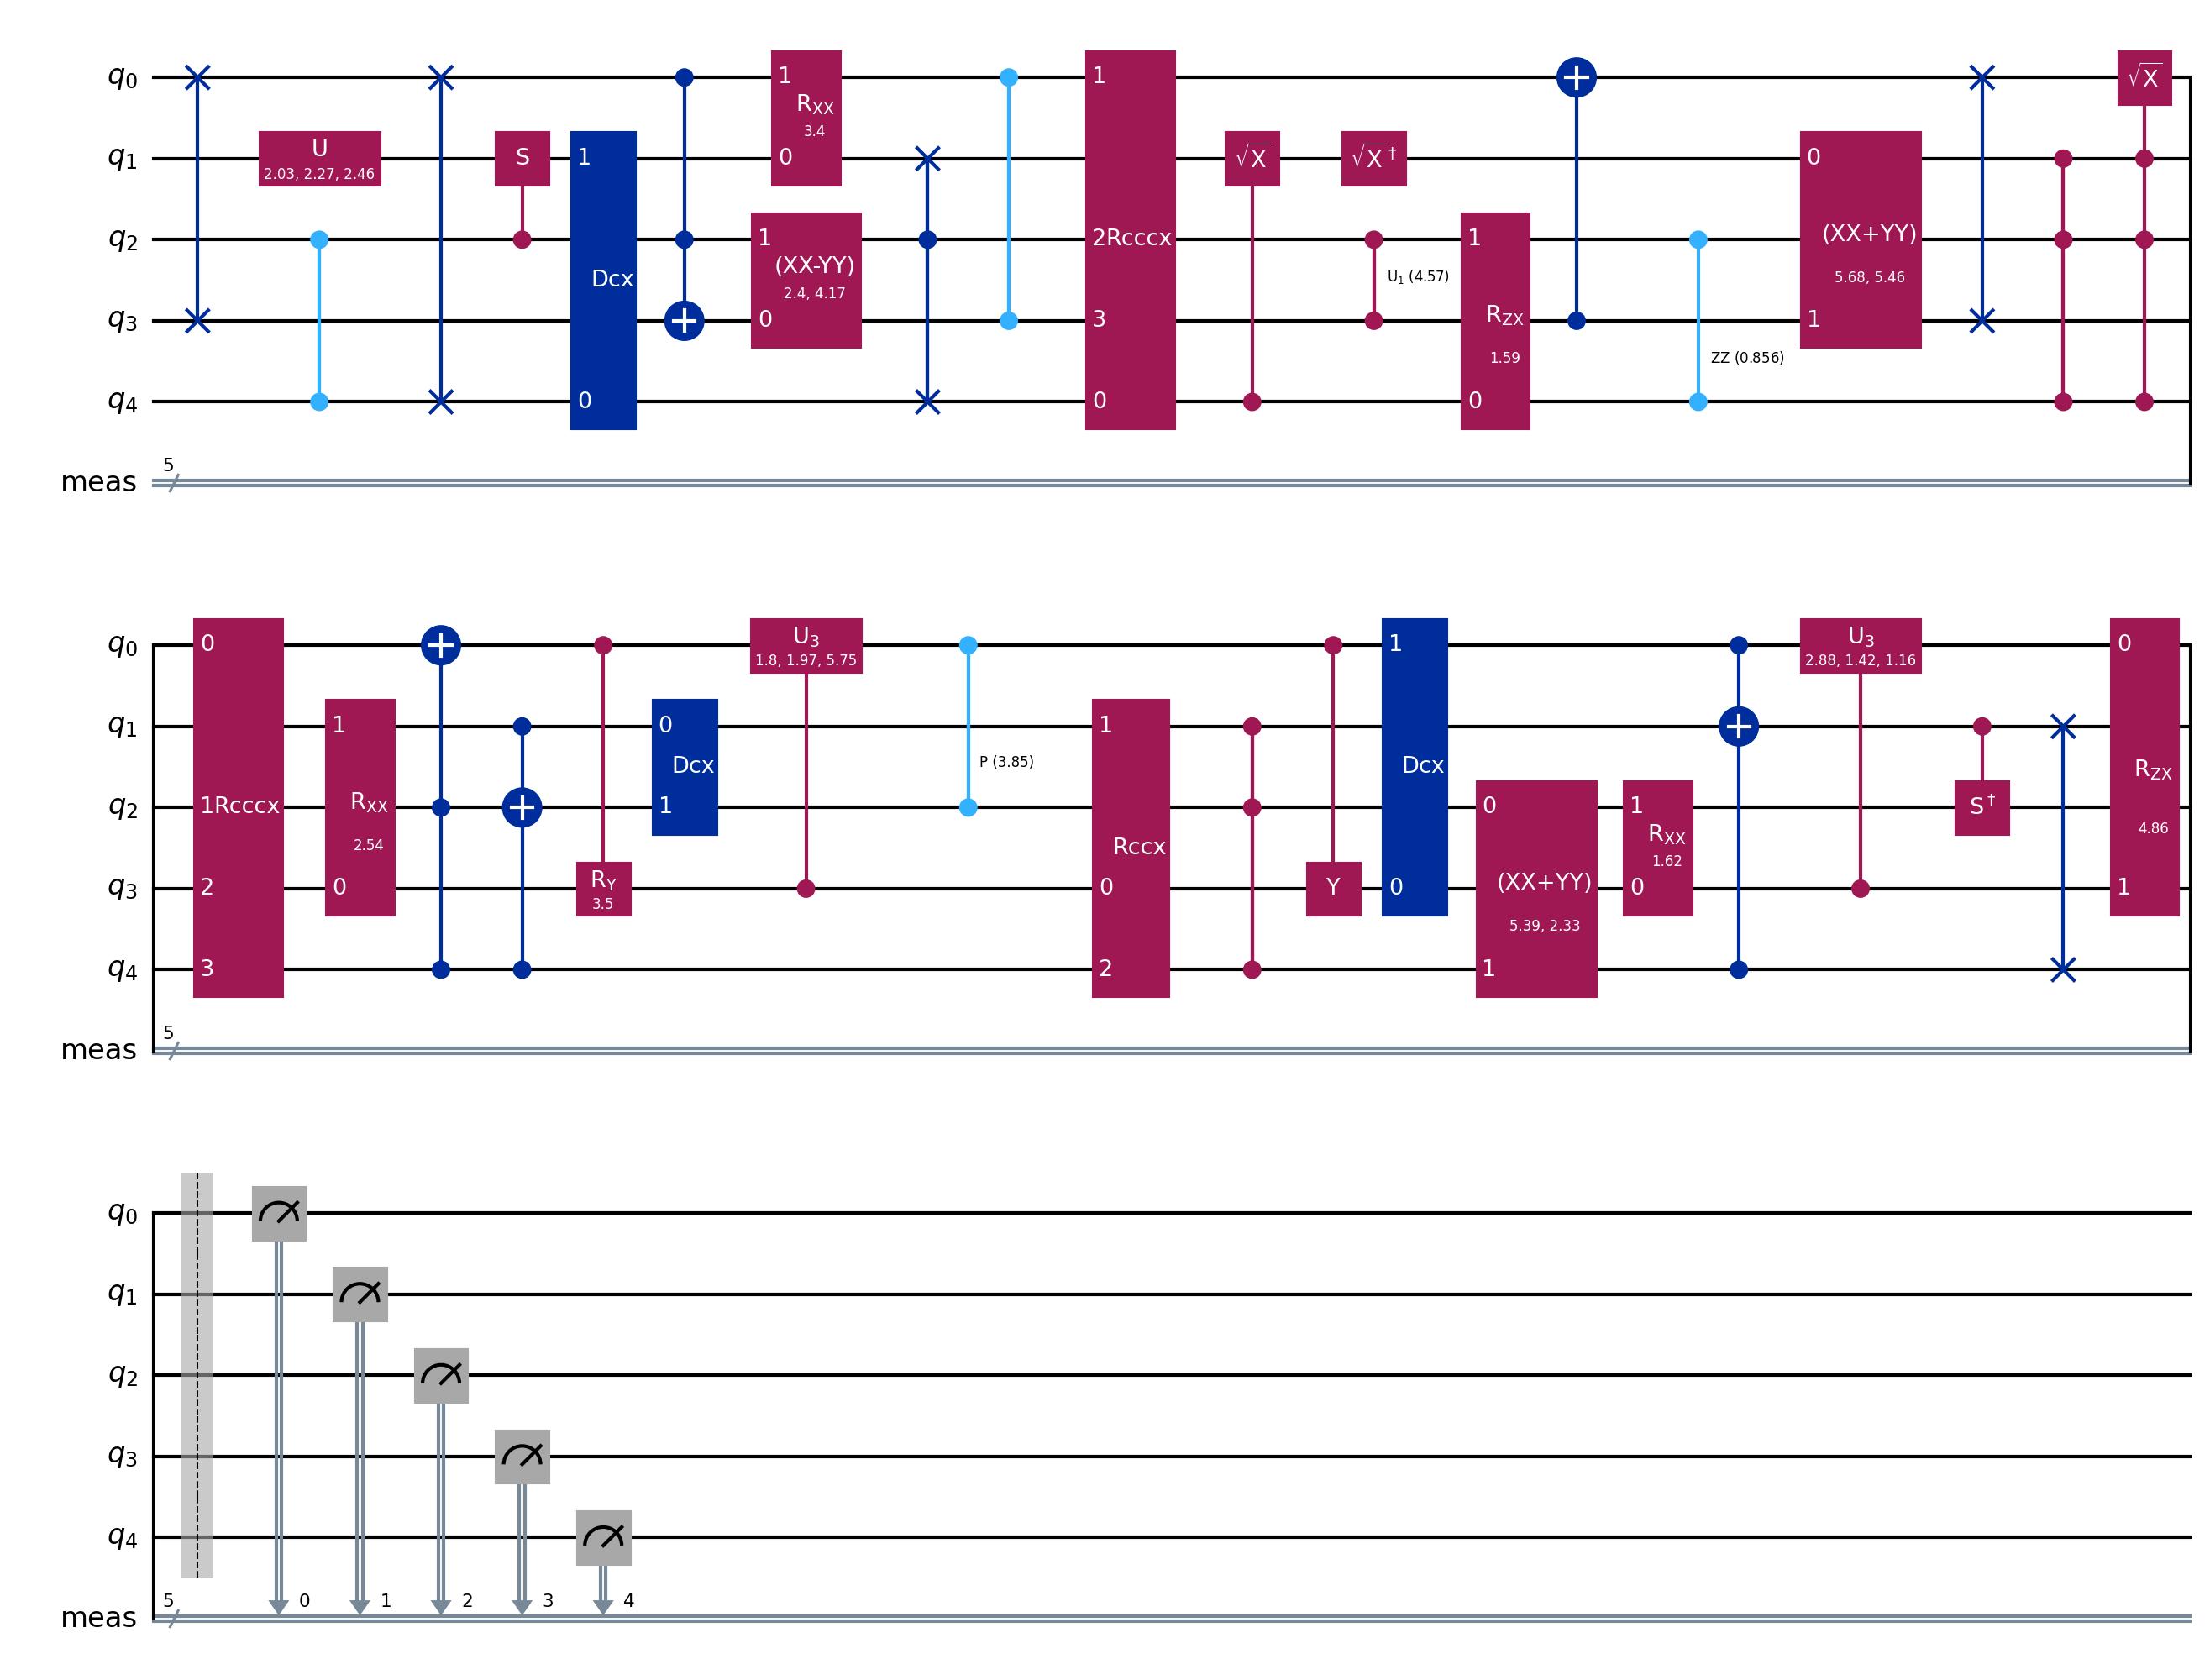 q0
q1
q2
q3
q4
meas
5
U
2.03, 2.27, 2.46
S
1
Dcx
0
1
RXX
3.4
0
1
(XX-YY)
2.4, 4.17
0
1
2Rcccx
3
0
√X
√X†
U1 (4.57)
1
RZX
1.59
0
ZZ (0.856)
0
(XX+YY)
5.68, 5.46
1
√X
q0
q1
q2
q3
q4
meas
5
0
1Rcccx
2
3
1
RXX
2.54
0
RY
3.5
0
Dcx
1
U3
1.8, 1.97, 5.75
P (3.85)
1
Rccx
0
2
Y
1
Dcx
0
0
(XX+YY)
5.39, 2.33
1
1
RXX
1.62
0
U3
2.88, 1.42, 1.16
S†
0
RZX
4.86
1
q0
q1
q2
q3
q4
meas
5
0
1
2
3
4